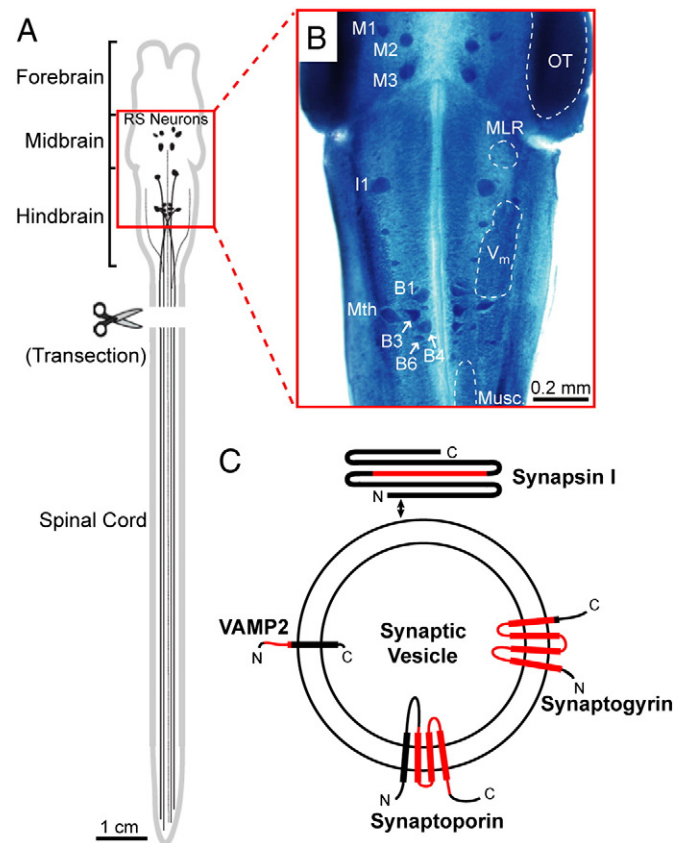 A
Forebrain
RS Neurons
Midbrain
Hindbrain
(Transection)
Spinal Cord
1 cm
B
M1
M2
M3
OT
MLR
I1
Vm
B1
Mth
B3
B4
B6
Musc.
0.2 mm
C
C
Synapsin I
N
VAMP2
N
C
Synaptic
Vesicle
C
N
Synaptogyrin
N
C
Synaptoporin